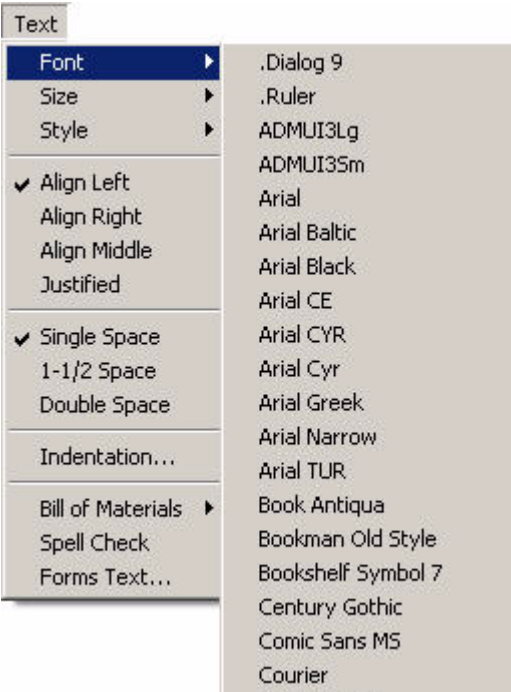 Text
Font
Size
Style
Align Left
Align Right
Align Middle
Justified
Single Space
1-1/2 Space
Double Space
Indentation...
Bill of Materials
Spell Check
Forms Text...
.Dialog 9
.Ruler
ADMUI3Lg
ADMUI3Sm
Arial
Arial Baltic
Arial Black
Arial CE
Arial CYR
Arial Cyr
Arial Greek
Arial Narrow
Arial TUR
Book Antiqua
Bookman Old Style
Bookshelf Symbol 7
Century Gothic
Comic Sans MS
Courier